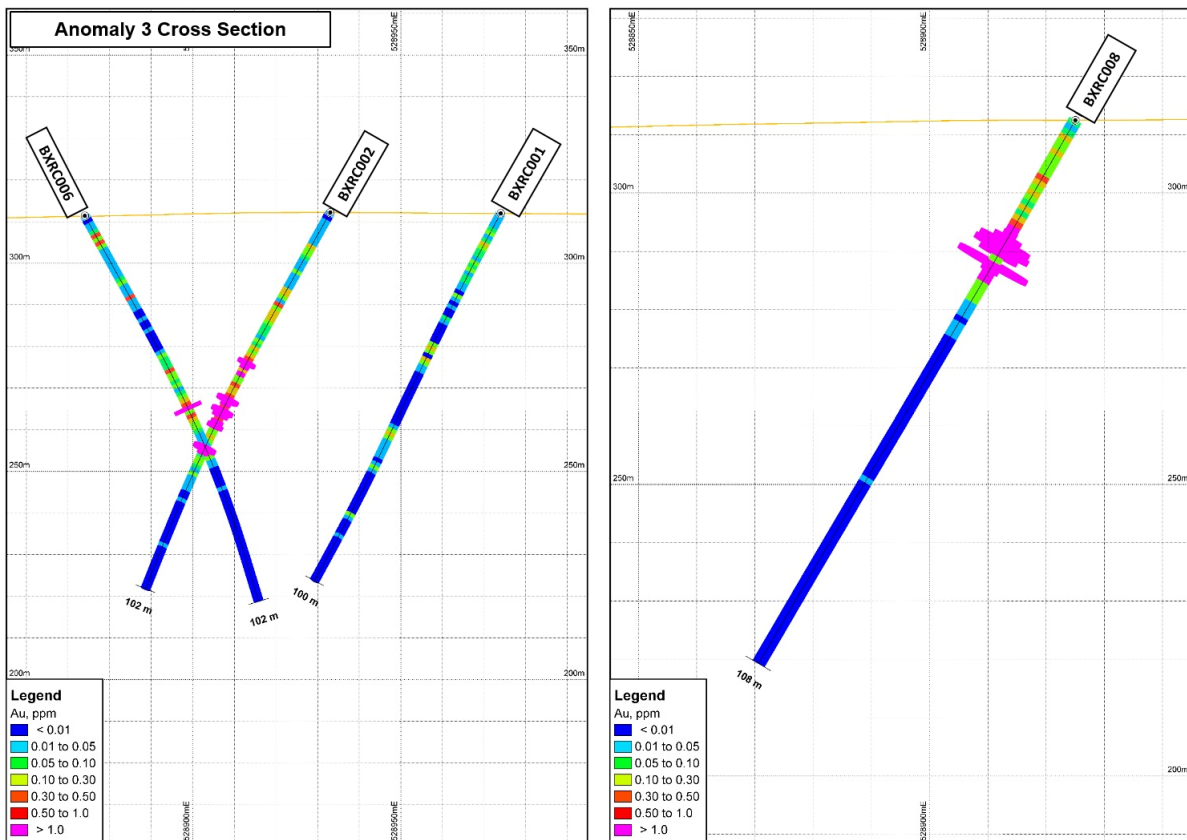 Anomaly 3 Cross Section
528950mE
350m
350m
BXRC006
BXRC002
BXRC001
300m
300m
250m
250m
102 m
102 m
100 m
200m
200m
Legend
Au, ppm
< 0.01
0.01 to 0.05
0.05 to 0.10
0.10 to 0.30
0.30 to 0.50
0.50 to 1.0
> 1.0
528900mE
528950mE
528850mE
528900mE
BXRC008
300m
300m
250m
250m
108 m
200m
Legend
Au, ppm
< 0.01
0.01 to 0.05
0.05 to 0.10
0.10 to 0.30
0.30 to 0.50
0.50 to 1.0
> 1.0
528900mE